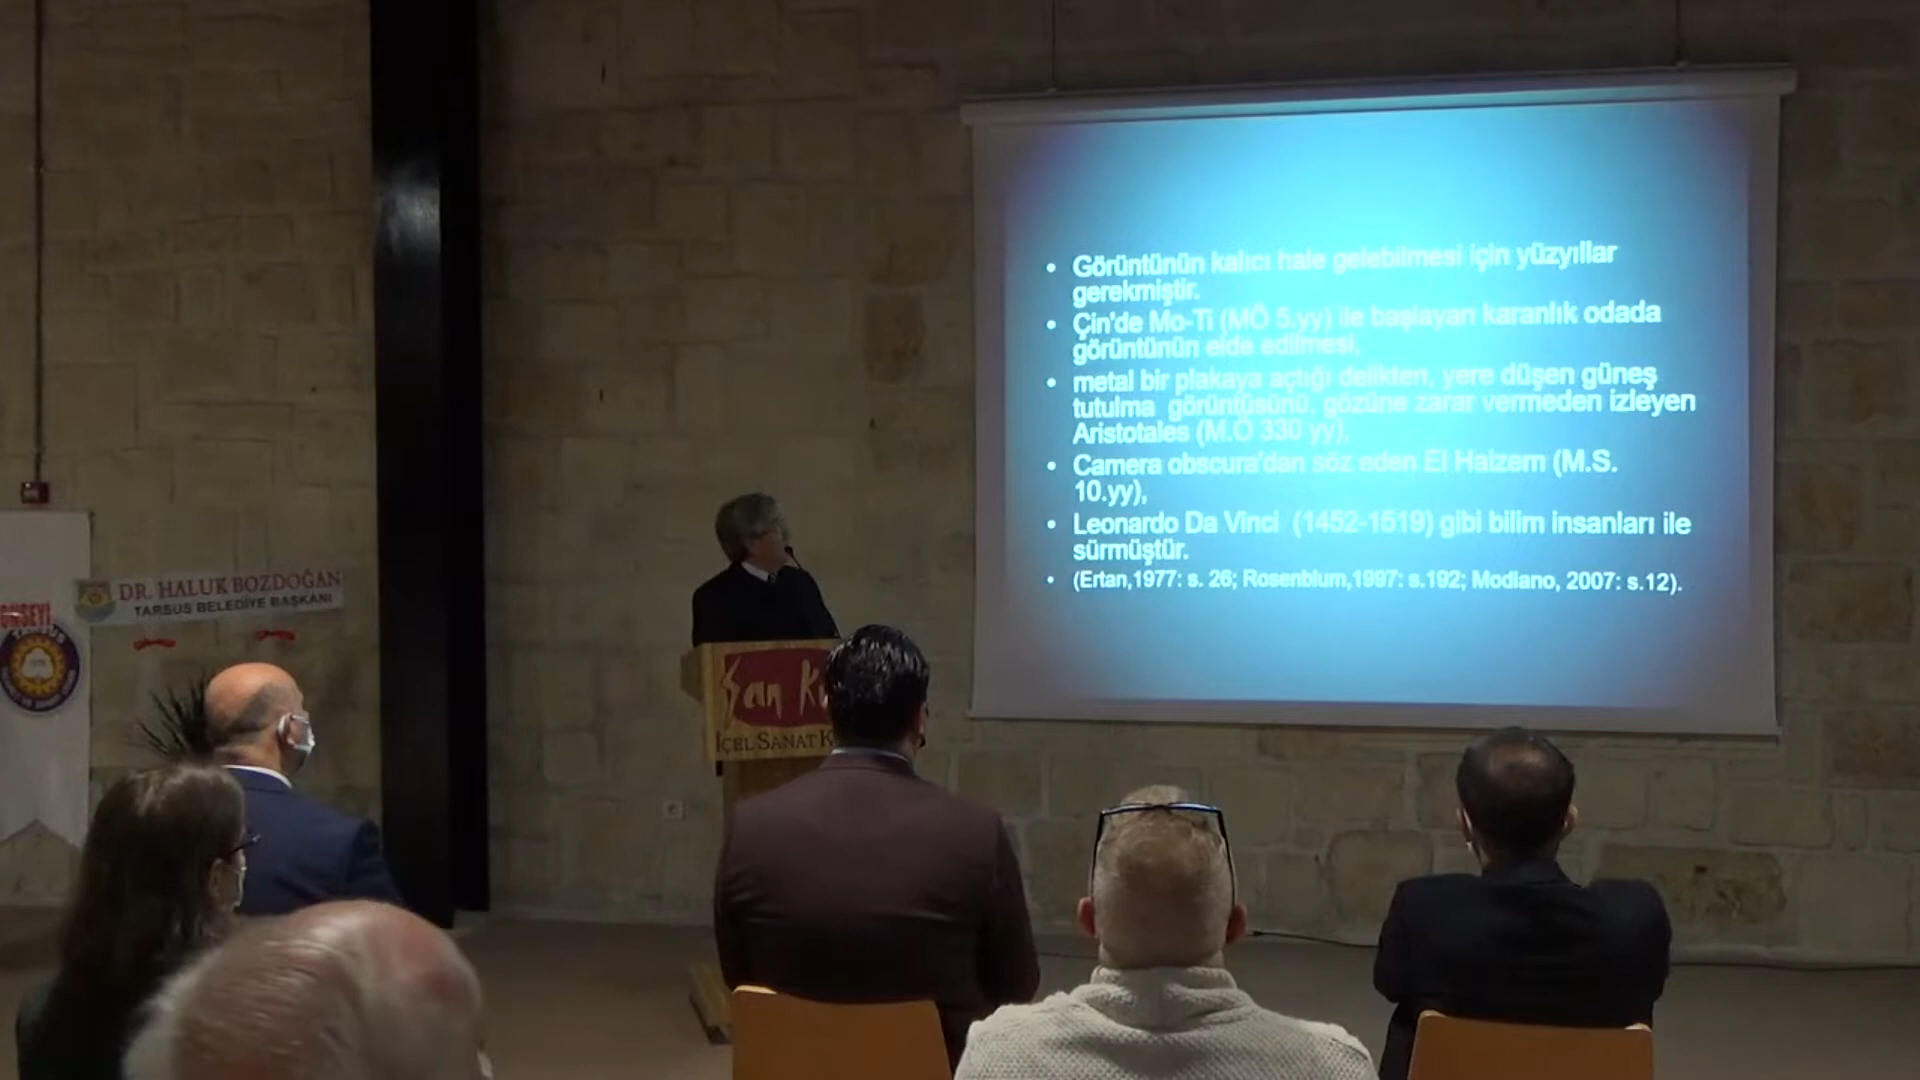 Görüntünün kalıcı hale gelebilmesi için yüzyıllar
gerekmiştir.
Çin'de Mo-Ti (MÖ 5.yy) ile başlayan karanlık odada
görüntünün elde edilmesi,
metal bir plakaya açtığı delikten, yere düşen güneş
tutulma görüntüsünü, gözüne zarar vermeden izleyen
Aristotales (M.Ö 330 yy),
Camera obscura'dan söz eden El Haizem (M.S.
10.yy),
Leonardo Da Vinci (1452-1519) gibi bilim insanları ile
sürmüştür.
(Ertan,1977: s. 26; Rosenblum,1997: s.192; Modiano, 2007: s.12).
DR. HALUK BOZDOĞAN
TARSUS BELEDİYE BAŞKANI
İÇEL SANAT K